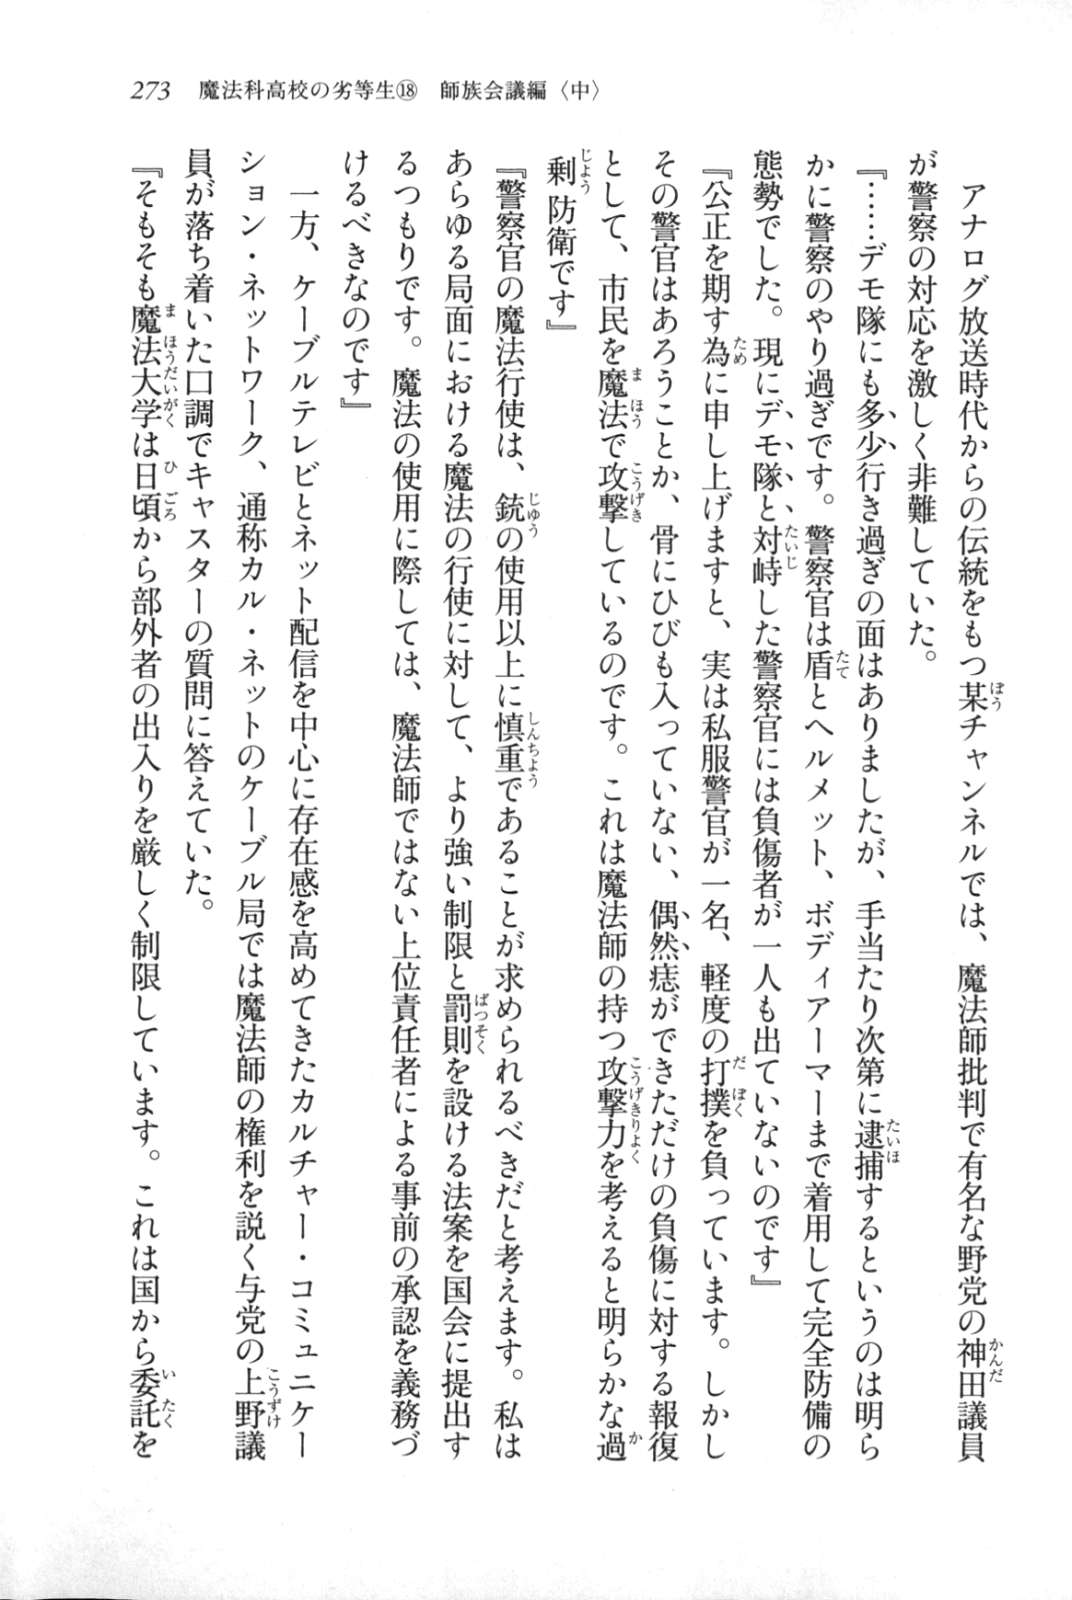 273 魔法科高校の劣等生⑱ 師族会議編〈中〉
アナログ放送時代からの伝統をもつ某チャンネルでは、魔法師批判で有名な野党の神田議員
が警察の対応を激しく非難していた。
『……デモ隊にも多少行き過ぎの面はありましたが、手当たり次第に逮捕するというのは明ら
かに警察のやり過ぎです。警察官は盾とヘルメット、ボディアーマーまで着用して完全防備の
態勢でした。現にデモ隊と対峙した警察官には負傷者が一人も出ていないのです』
『公正を期す為に申し上げますと、実は私服警官が一名、軽度の打撲を負っています。しかし
その警官はあろうことか、骨にひびも入っていない、偶然痣ができただけの負傷に対する報復
として、市民を魔法で攻撃しているのです。これは魔法師の持つ攻撃力を考えると明らかな過
剰防衛です』
『警察官の魔法行使は、銃の使用以上に慎重であることが求められるべきだと考えます。私は
あらゆる局面における魔法の行使に対して、より強い制限と罰則を設ける法案を国会に提出す
るつもりです。魔法の使用に際しては、魔法師ではない上位責任者による事前の承認を義務づ
けるべきなのです』
一方、ケーブルテレビとネット配信を中心に存在感を高めてきたカルチャー・コミュニケー
ション・ネットワーク、通称カル・ネットのケーブル局では魔法師の権利を説く与党の上野議
員が落ち着いた口調でキャスターの質問に答えていた。
『そもそも魔法大学は日頃から部外者の出入りを厳しく制限しています。これは国から委託を